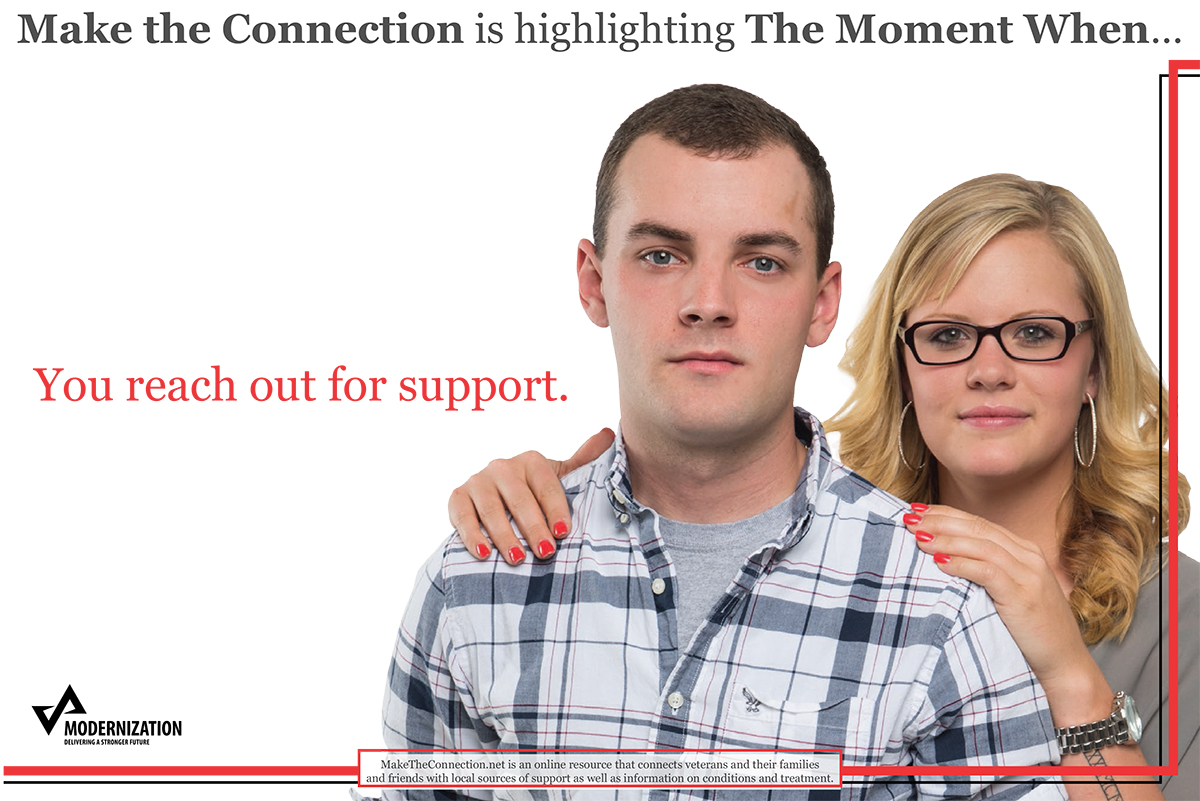 Make the Connection is highlighting The Moment When...
You reach out for support.
VA
MODERNIZATION
DELIVERING A STRONGER FUTURE
MakeTheConnection.net is an online resource that connects veterans and their families
and friends with local sources of support as well as information on conditions and treatment.